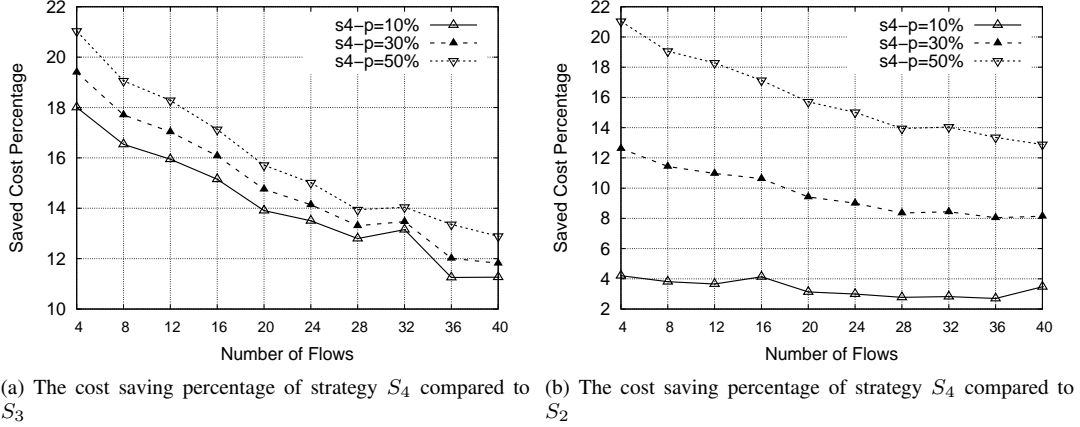 22
20
18
16
14
12
10
Saved Cost Percentage
s4-p=10%
s4-p=30%
s4-p=50%
4 8 12 16 20 24 28 32 36 40
Number of Flows
22
20
18
16
14
12
10
8
6
4
2
Saved Cost Percentage
s4-p=10%
s4-p=30%
s4-p=50%
4 8 12 16 20 24 28 32 36 40
Number of Flows
(a) The cost saving percentage of strategy S4 compared to
S3
(b) The cost saving percentage of strategy S4 compared to
S2